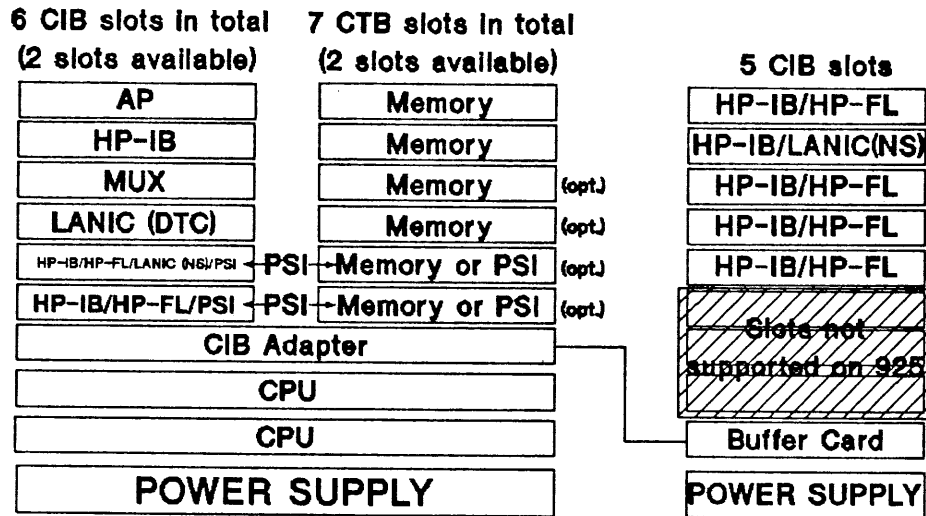 6 CIB slots in total
(2 slots available)
AP
HP-IB
MUX
LANIC (DTC)
HP-IB/HP-FL/LANIC (NS)/PSI
HP-IB/HP-FL/PSI
PSI
PSI
7 CTB slots in total
(2 slots available)
Memory
Memory
Memory (opt.)
Memory (opt.)
Memory or PSI (opt.)
Memory or PSI (opt.)
CIB Adapter
CPU
CPU
POWER SUPPLY
5 CIB slots
HP-IB/HP-FL
HP-IB/LANIC(NS)
HP-IB/HP-FL
HP-IB/HP-FL
HP-IB/HP-FL
Slots not
supported on 925
Buffer Card
POWER SUPPLY